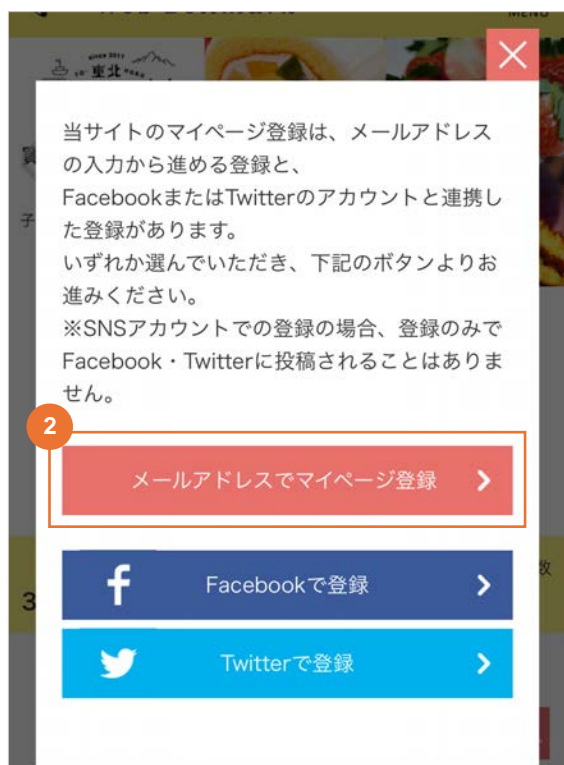 MENU
since 2011
東北
当サイトのマイページ登録は、メールアドレス
の入力から進める登録と、
FacebookまたはTwitterのアカウントと連携し
た登録があります。
いずれか選んでいただき、下記のボタンよりお
進みください。
※SNSアカウントでの登録の場合、登録のみで
Facebook・Twitterに投稿されることはありま
せん。
2
メールアドレスでマイページ登録
Facebookで登録
Twitterで登録
3